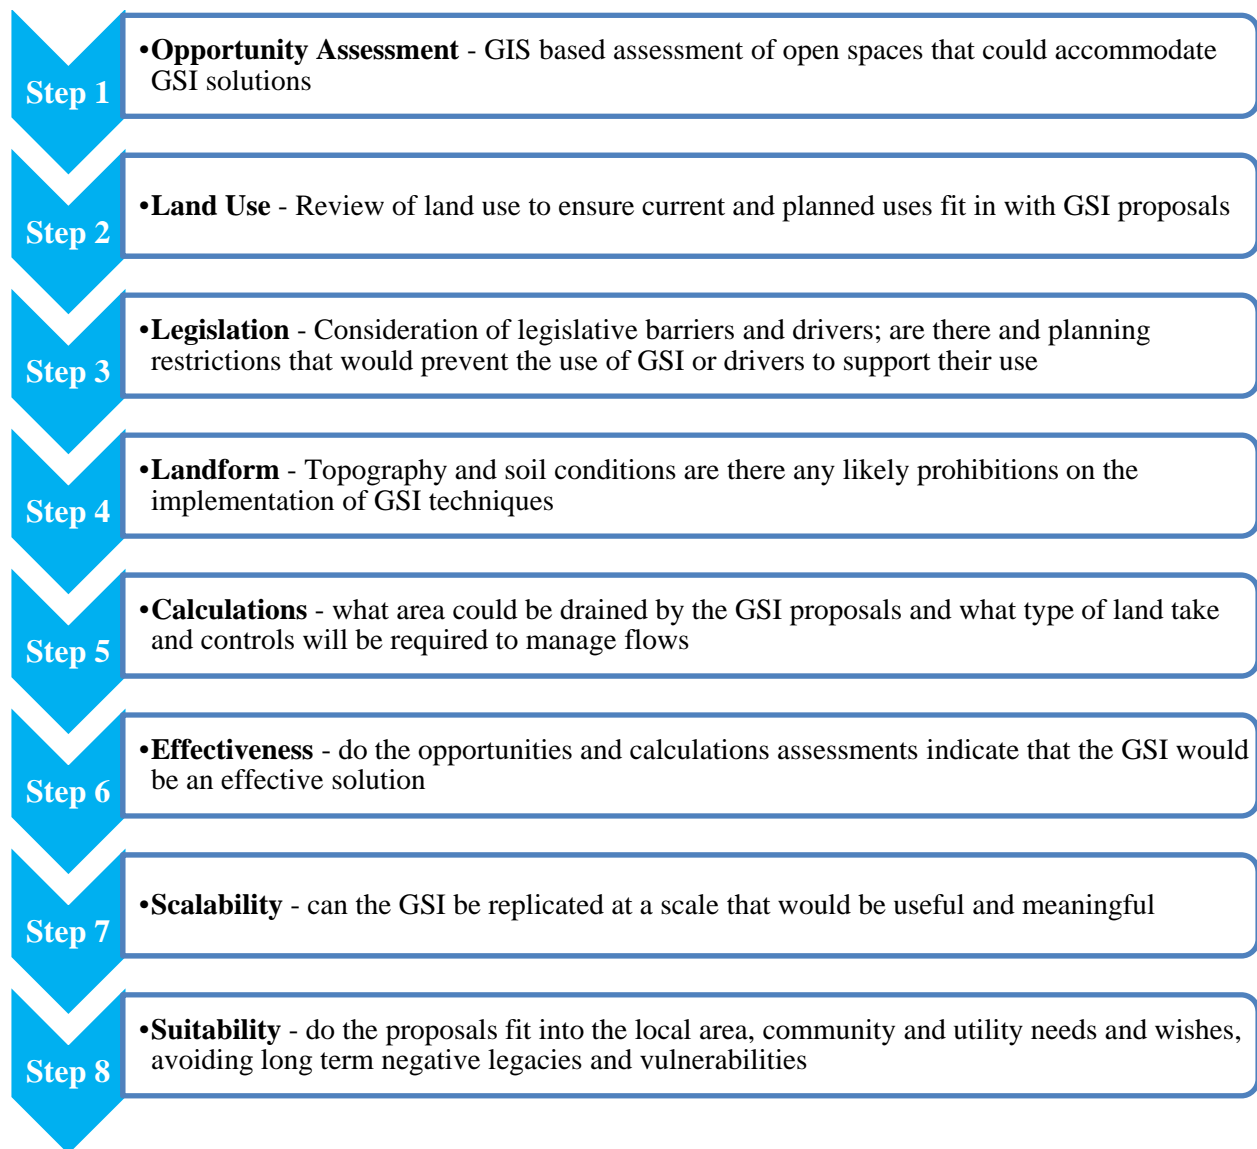 Step 1
•Opportunity Assessment - GIS based assessment of open spaces that could accommodate
GSI solutions
Step 2
•Land Use - Review of land use to ensure current and planned uses fit in with GSI proposals
Step 3
•Legislation - Consideration of legislative barriers and drivers; are there and planning
restrictions that would prevent the use of GSI or drivers to support their use
Step 4
•Landform - Topography and soil conditions are there any likely prohibitions on the
implementation of GSI techniques
Step 5
•Calculations - what area could be drained by the GSI proposals and what type of land take
and controls will be required to manage flows
Step 6
•Effectiveness - do the opportunities and calculations assessments indicate that the GSI would
be an effective solution
Step 7
•Scalability - can the GSI be replicated at a scale that would be useful and meaningful
Step 8
•Suitability - do the proposals fit into the local area, community and utility needs and wishes,
avoiding long term negative legacies and vulnerabilities